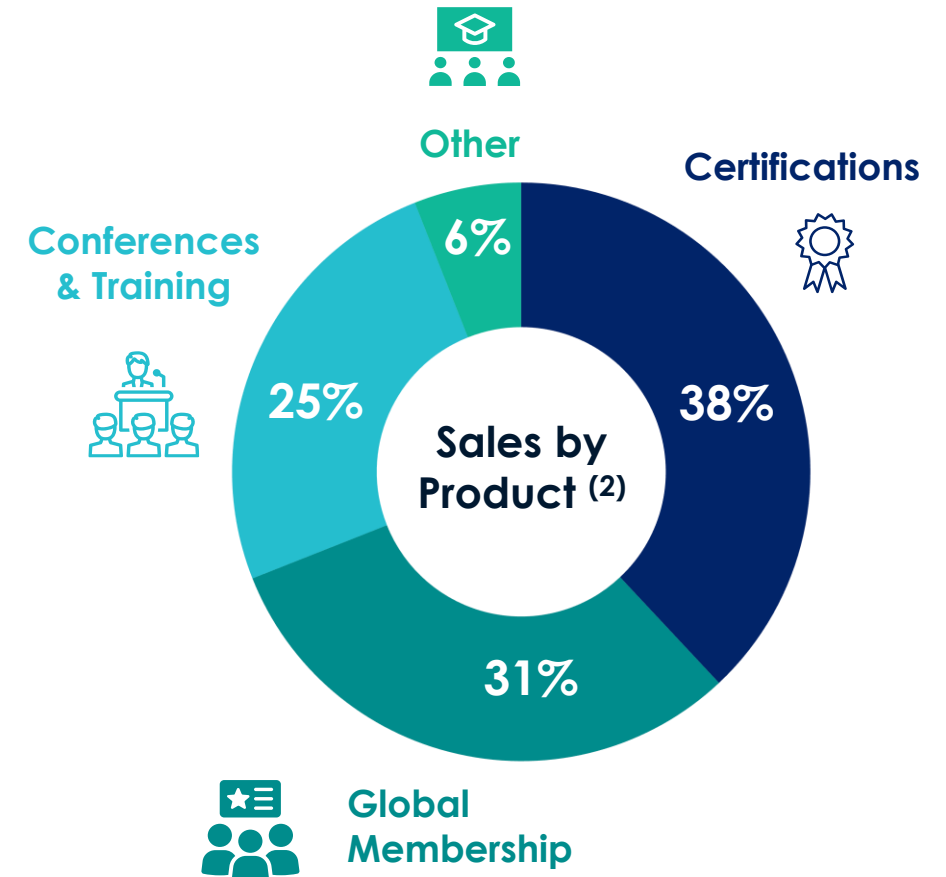 Other
Certifications
6%
Conferences
& Training
25%
38%
Sales by
Product (2)
31%
Global
Membership